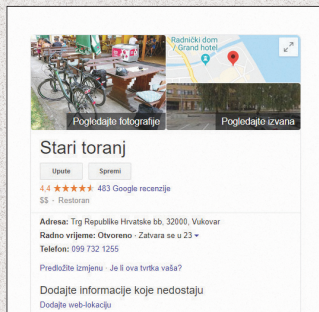 Radnički dom
/ Grand hotel
Pogledajte fotografije
Pogledajte izvana
Stari toranj
Upute
Spremi
4,4 ★★★★★ 483 Google recenzije
$$ · Restoran
Adresa: Trg Republike Hrvatske bb, 32000, Vukovar
Radno vrijeme: Otvoreno · Zatvara se u 23
Telefon: 099 732 1255
Predložite izmjenu · Je li ova tvrtka vaša?
Dodajte informacije koje nedostaju
Dodajte web-lokaciju